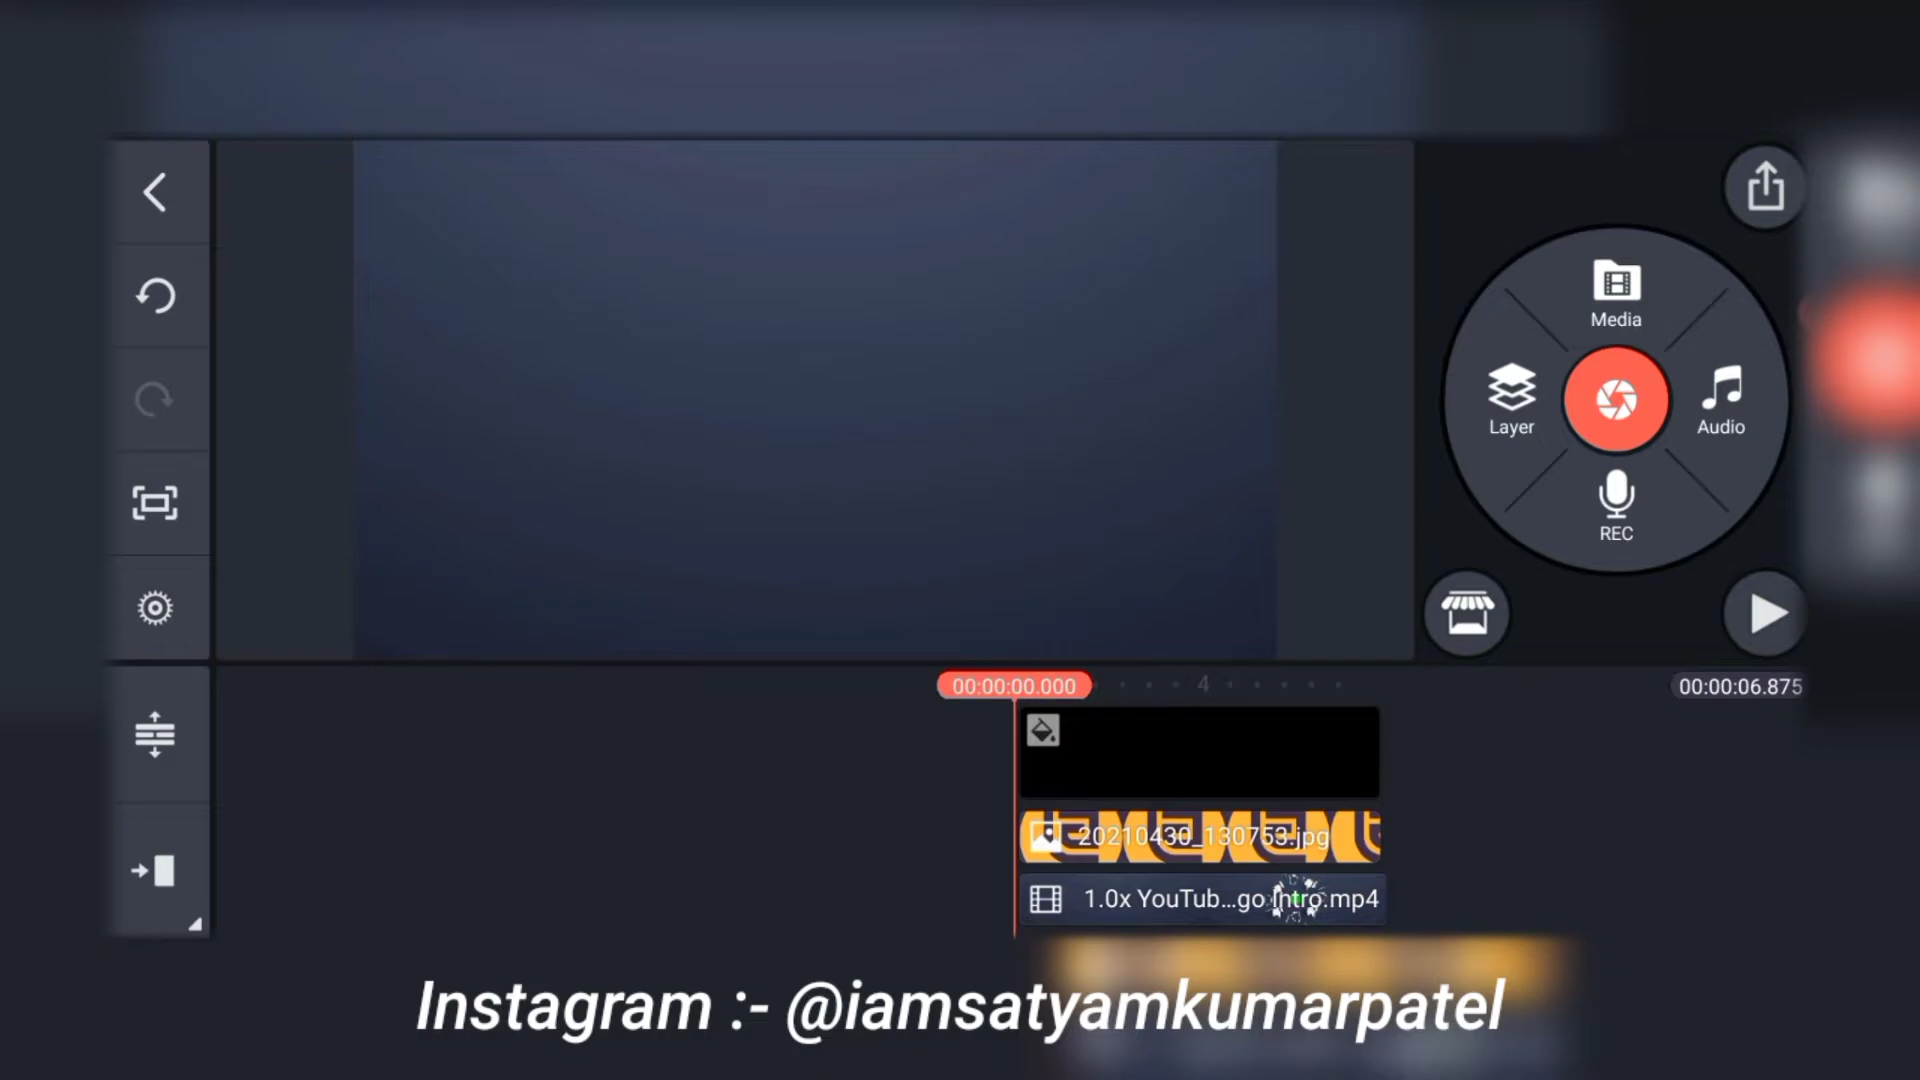 Media
Layer
Audio
REC
00:00:00.000
4
00:00:06.875
20210430_130753.jpg
1.0x YouTub...go Intro.mp4
Instagram :- @iamsatyamkumarpatel